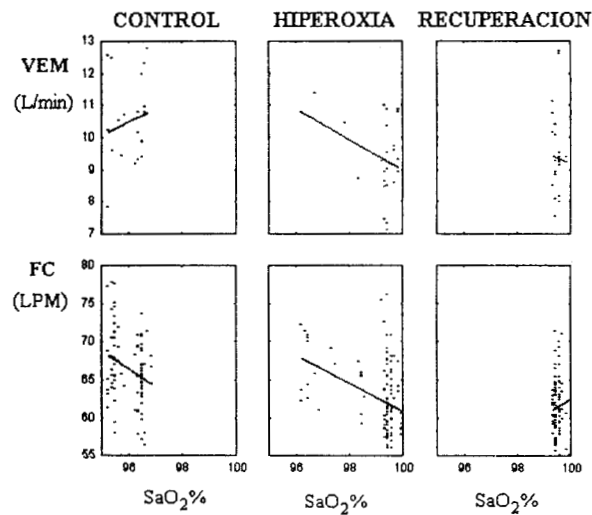 CONTROL HIPEROXIA RECUPERACION
VEM
(L/min)
13
12
11
10
9
8
7
FC
(LPM)
80
75
70
65
60
55
96 98 100 96 98 100 96 98 100
SaO₂% SaO₂% SaO₂%